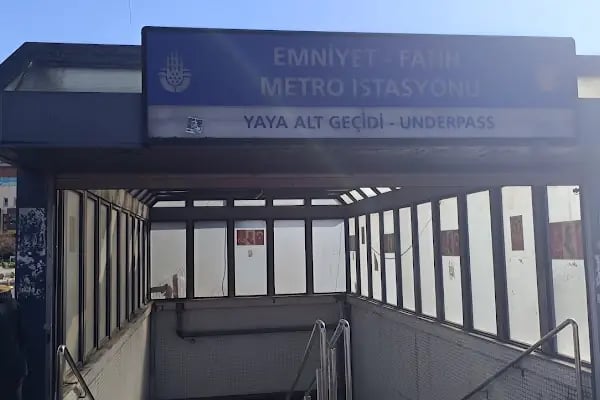 EMNİYET - FATİH
METRO İSTASYONU
YAYA ALT GEÇİDİ - UNDERPASS